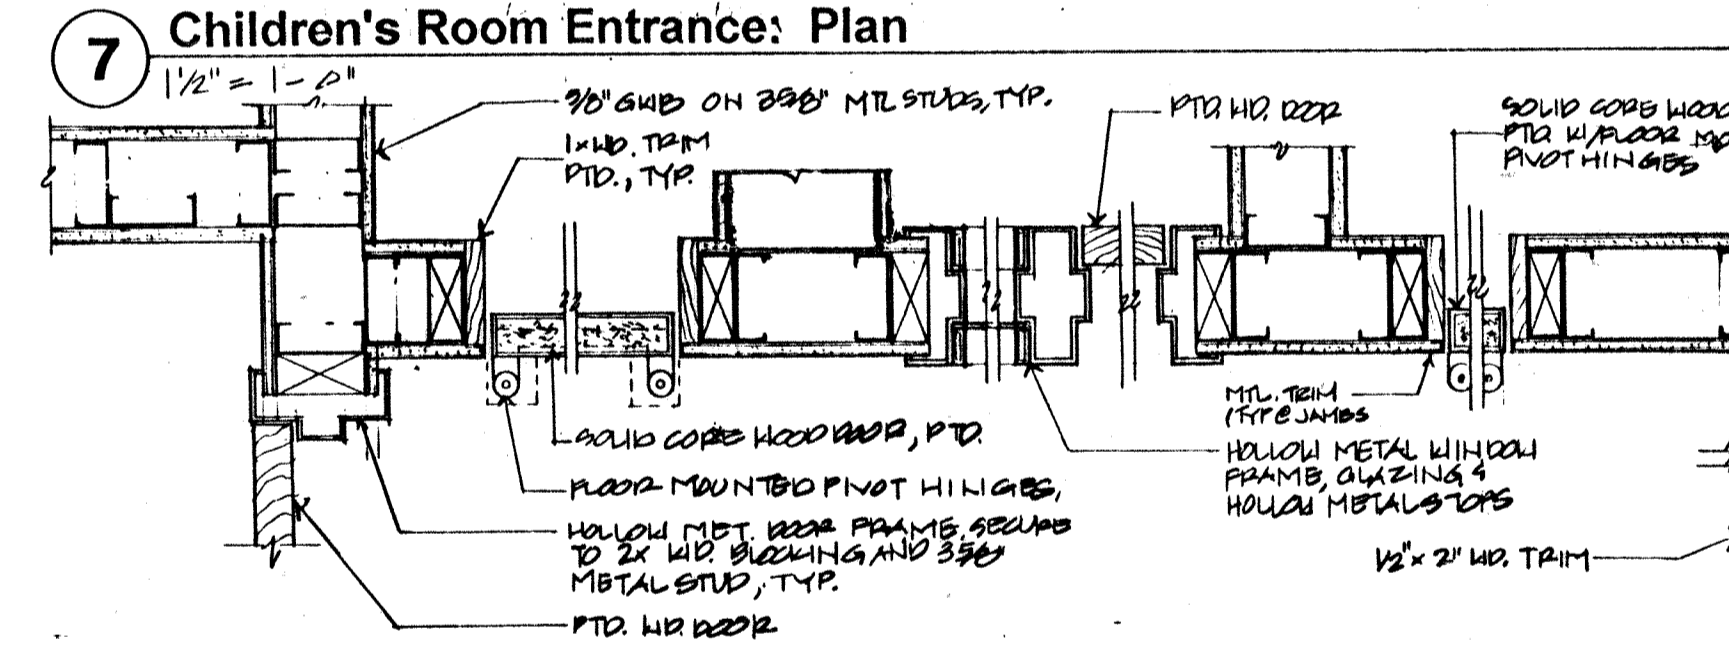 7
Children's Room Entrance: Plan
1 1/2" = 1-0"
5/8" GWB ON 3 5/8" MTL STUDS, TYP.
1x WD. TRIM
PTD., TYP.
PTD. WD. DOOR
SOLID CORE WOOD
PTD. W/FLOOR MO
PIVOT HINGES
SOLID CORE WOOD DOOR, PTD.
FLOOR MOUNTED PIVOT HINGES,
HOLLOW MET. DOOR FRAME. SECURE
TO 2x WD. BLOCKING AND 3 5/8"
METAL STUD, TYP.
PTD. WD. DOOR
MTL. TRIM
(TYP @ JAMBS
HOLLOW METAL WINDOW
FRAME, GLAZING &
HOLLOW METAL STOPS
1/2" x 2" WD. TRIM